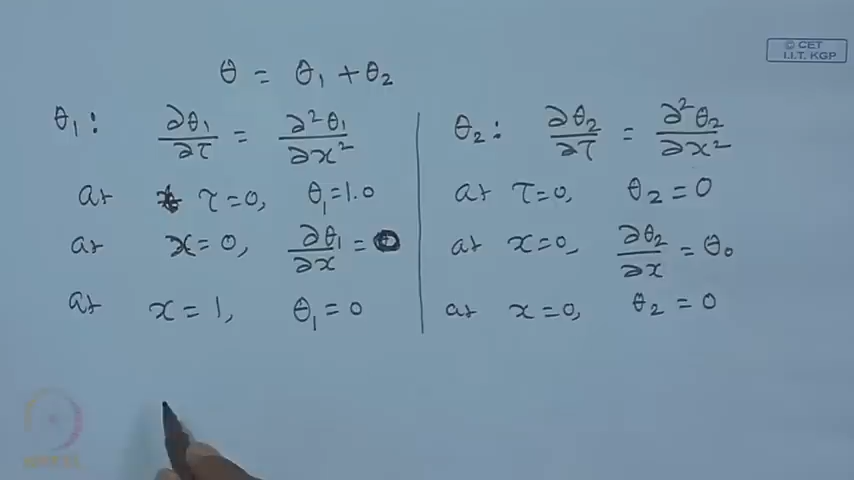 © CET
I.I.T. KGP
θ = θ₁ + θ₂
θ₁ : ∂θ₁/∂τ = ∂²θ₁/∂x²
at τ=0, θ₁=1.0
at x=0, ∂θ₁/∂x =
at x = 1, θ₁ = 0
θ₂ : ∂θ₂/∂τ = ∂²θ₂/∂x²
at τ=0, θ₂=0
at x=0, ∂θ₂/∂x = θ₀
at x=0, θ₂ = 0